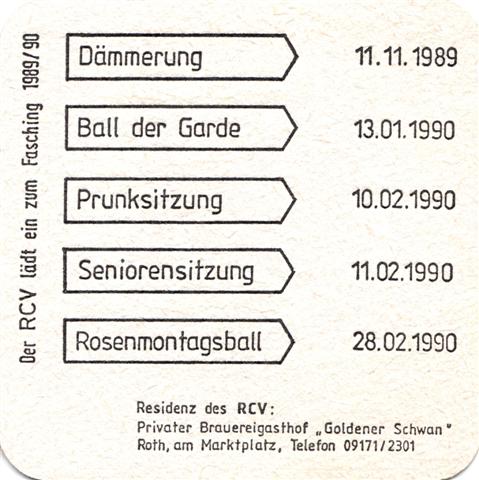 Der RCV lädt ein zum Fasching 1989/90
Dämmerung 11.11.1989
Ball der Garde 13.01.1990
Prunksitzung 10.02.1990
Seniorensitzung 11.02.1990
Rosenmontagsball 28.02.1990
Residenz des RCV:
Privater Brauereigasthof „Goldener Schwan"
Roth, am Marktplatz, Telefon 09171/2301